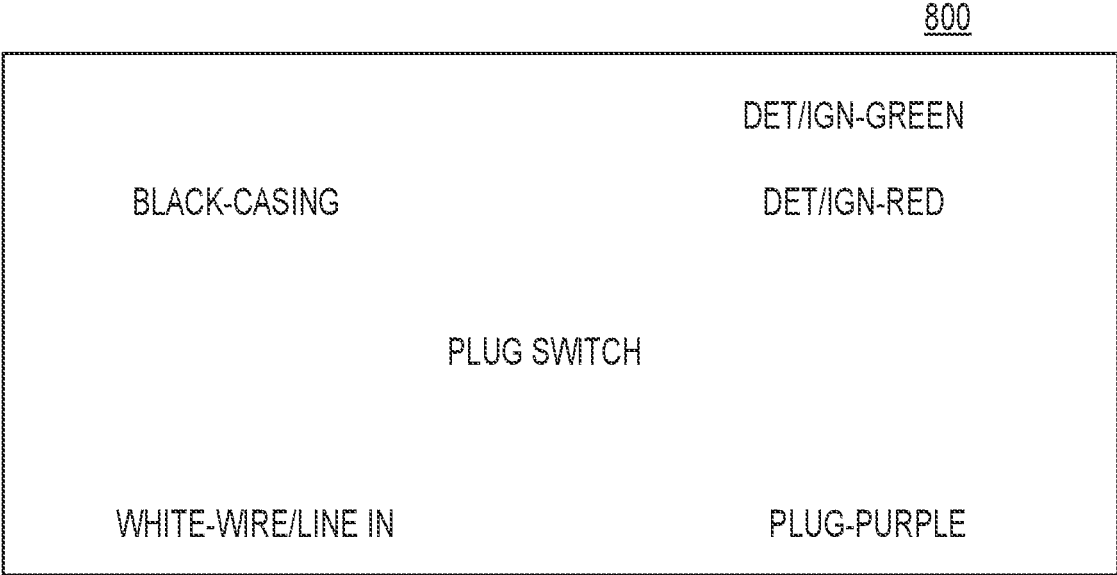 800
DET/IGN-GREEN
BLACK-CASING
DET/IGN-RED
PLUG SWITCH
WHITE-WIRE/LINE IN
PLUG-PURPLE